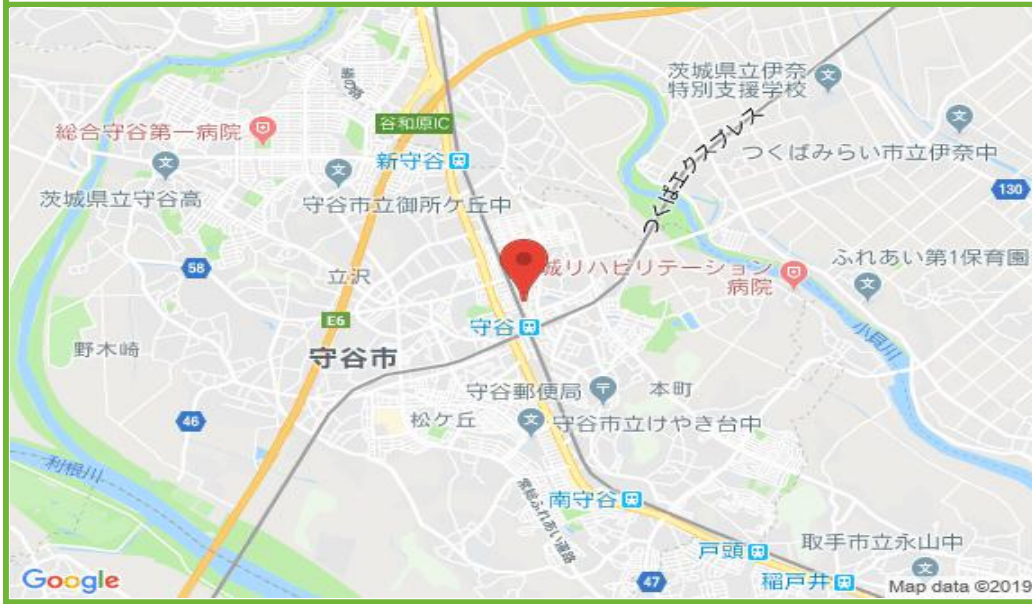 茨城県立伊奈
特別支援学校
総合守谷第一病院
谷和原IC
新守谷
つくばみらい市立伊奈中
つくばエクスプレス
茨城県立守谷高
守谷市立御所ケ丘中
130
58
立沢
城リハビリテーション
病院
ふれあい第1保育園
E6
守谷
小貝川
野木崎
守谷市
守谷郵便局
本町
46
松ケ丘
守谷市立けやき台中
利根川
常総ふれあい道路
南守谷
戸頭
取手市立永山中
47
稲戸井
Google
Map data ©2019